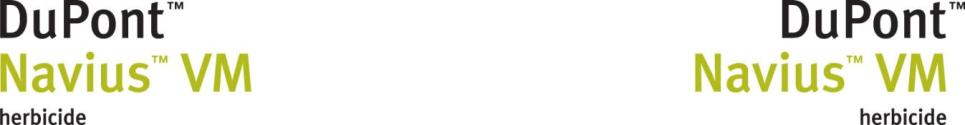 DuPont™
Navius™ VM
herbicide
DuPont™
Navius™ VM
herbicide